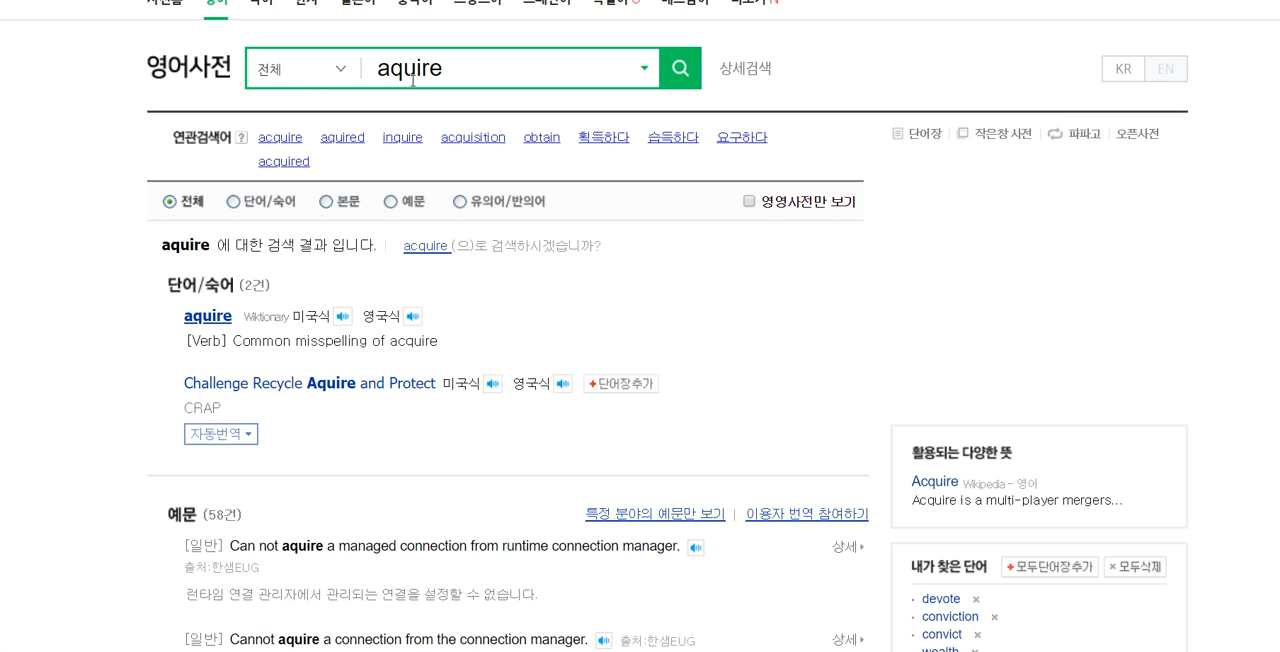 영어사전 전체 aquire 상세검색 KR EN
연관검색어 ? acquire aquired inquire acquisition obtain 획득하다 습득하다 요구하다
acquired
단어장 작은창 사전 파파고 오픈사전
전체 단어/숙어 본문 예문 유의어/반의어 영영사전만 보기
aquire 에 대한 검색 결과 입니다. acquire (으)로 검색하시겠습니까?
단어/숙어 (2건)
aquire Wiktionary 미국식 영국식
[Verb] Common misspelling of acquire
Challenge Recycle Aquire and Protect 미국식 영국식 +단어장추가
CRAP
자동번역
활용되는 다양한 뜻
Acquire Wikipedia - 영어
Acquire is a multi-player mergers...
예문 (58건) 특정 분야의 예문만 보기 | 이용자 번역 참여하기
[일반] Can not aquire a managed connection from runtime connection manager. 상세
출처:한샘EUG
런타임 연결 관리자에서 관리되는 연결을 설정할 수 없습니다.
[일반] Cannot aquire a connection from the connection manager. 출처:한샘EUG 상세
내가 찾은 단어 +모두단어장추가 ×모두삭제
· devote ×
· conviction ×
· convict ×
wealth ×